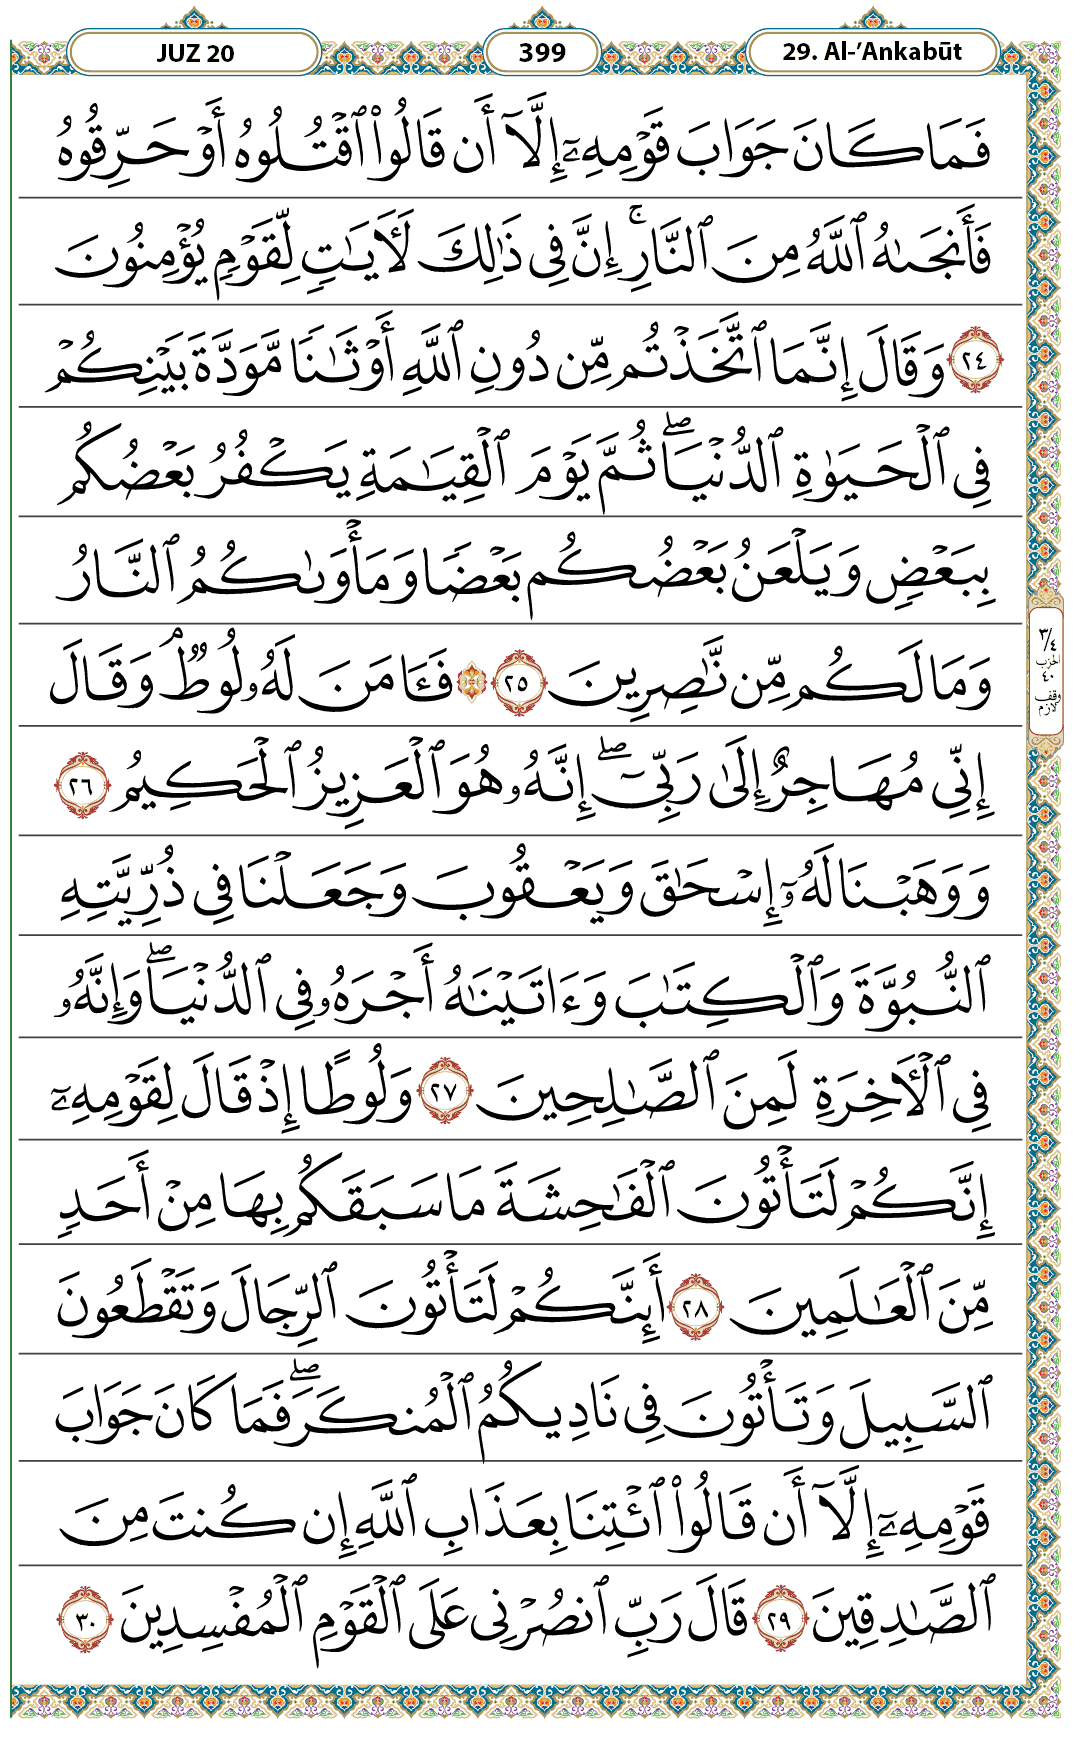 JUZ 20 399 29. Al-’Ankabūt
فَمَا كَانَ جَوَابَ قَوْمِهِۦٓ إِلَّآ أَن قَالُوا۟ ٱقْتُلُوهُ أَوْ حَرِّقُوهُ
فَأَنجَىٰهُ ٱللَّهُ مِنَ ٱلنَّارِ ۚ إِنَّ فِى ذَٰلِكَ لَـَٔايَـٰتٍ لِّقَوْمٍ يُؤْمِنُونَ
٢٤ وَقَالَ إِنَّمَا ٱتَّخَذْتُم مِّن دُونِ ٱللَّهِ أَوْثَـٰنًا مَّوَدَّةَ بَيْنِكُمْ
فِى ٱلْحَيَوٰةِ ٱلدُّنْيَا ۖ ثُمَّ يَوْمَ ٱلْقِيَـٰمَةِ يَكْفُرُ بَعْضُكُم
بِبَعْضٍ وَيَلْعَنُ بَعْضُكُم بَعْضًا وَمَأْوَىٰكُمُ ٱلنَّارُ
وَمَا لَكُم مِّن نَّـٰصِرِينَ ٢٥ ۞ فَـَٔامَنَ لَهُۥ لُوطٌ ۘ وَقَالَ
إِنِّى مُهَاجِرٌ إِلَىٰ رَبِّىٓ ۖ إِنَّهُۥ هُوَ ٱلْعَزِيزُ ٱلْحَكِيمُ ٢٦
وَوَهَبْنَا لَهُۥٓ إِسْحَـٰقَ وَيَعْقُوبَ وَجَعَلْنَا فِى ذُرِّيَّتِهِ
ٱلنُّبُوَّةَ وَٱلْكِتَـٰبَ وَءَاتَيْنَـٰهُ أَجْرَهُۥ فِى ٱلدُّنْيَا ۖ وَإِنَّهُۥ
فِى ٱلْـَٔاخِرَةِ لَمِنَ ٱلصَّـٰلِحِينَ ٢٧ وَلُوطًا إِذْ قَالَ لِقَوْمِهِۦٓ
إِنَّكُمْ لَتَأْتُونَ ٱلْفَـٰحِشَةَ مَا سَبَقَكُم بِهَا مِنْ أَحَدٍ
مِّنَ ٱلْعَـٰلَمِينَ ٢٨ أَئِنَّكُمْ لَتَأْتُونَ ٱلرِّجَالَ وَتَقْطَعُونَ
ٱلسَّبِيلَ وَتَأْتُونَ فِى نَادِيكُمُ ٱلْمُنكَرَ ۖ فَمَا كَانَ جَوَابَ
قَوْمِهِۦٓ إِلَّآ أَن قَالُوا۟ ٱئْتِنَا بِعَذَابِ ٱللَّهِ إِن كُنتَ مِنَ
ٱلصَّـٰدِقِينَ ٢٩ قَالَ رَبِّ ٱنصُرْنِى عَلَى ٱلْقَوْمِ ٱلْمُفْسِدِينَ ٣٠
٣/٤
الحزب
٤٠
وقف
لازم